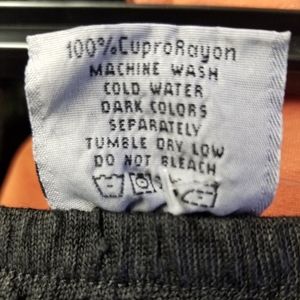 100%CuproRayon
MACHINE WASH
COLD WATER
DARK COLORS
SEPARATELY
TUMBLE DRY LOW
DO NOT BLEACH